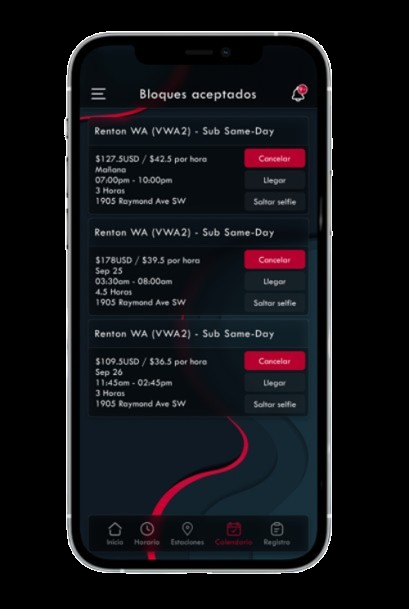 Bloques aceptados
Renton WA (VWA2) - Sub Same-Day
$127.5USD / $42.5 por hora
Cancelar
Mañana
07:00pm - 10:00pm
Llegar
3 Horas
1905 Raymond Ave SW
Saltar selfie
Renton WA (VWA2) - Sub Same-Day
$178USD / $39.5 por hora
Cancelar
Sep 25
03:30am - 08:00am
Llegar
4.5 Horas
1905 Raymond Ave SW
Saltar selfie
Renton WA (VWA2) - Sub Same-Day
$109.5USD / $36.5 por hora
Cancelar
Sep 26
11:45am - 02:45pm
Llegar
3 Horas
1905 Raymond Ave SW
Saltar selfie
Inicio Horario Estaciones Calendario Registro